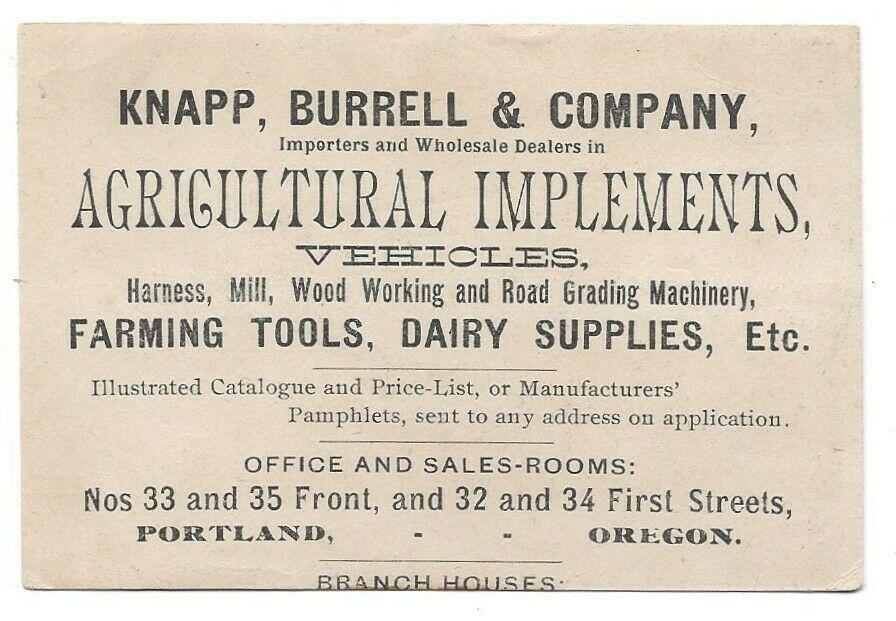 KNAPP, BURRELL & COMPANY,
Importers and Wholesale Dealers in
AGRICULTURAL IMPLEMENTS,
VEHICLES,
Harness, Mill, Wood Working and Road Grading Machinery,
FARMING TOOLS, DAIRY SUPPLIES, Etc.
Illustrated Catalogue and Price-List, or Manufacturers'
Pamphlets, sent to any address on application.
OFFICE AND SALES-ROOMS:
Nos 33 and 35 Front, and 32 and 34 First Streets,
PORTLAND, - - OREGON.
BRANCH HOUSES: